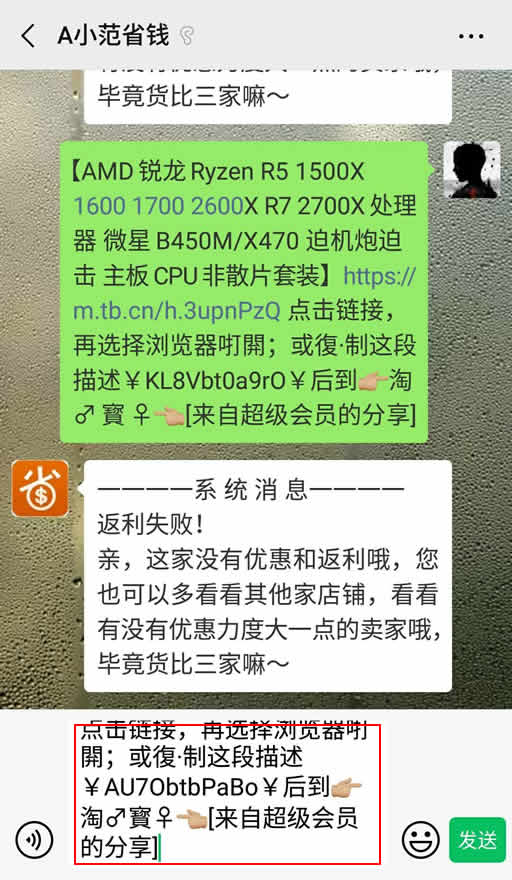 A小范省钱
毕竟货比三家嘛～
【AMD 锐龙 Ryzen R5 1500X
1600 1700 2600X R7 2700X 处理
器 微星 B450M/X470 迫机炮迫
击 主板 CPU 非散片套装】https://
m.tb.cn/h.3upnPzQ 点击链接，
再选择浏览器咑開；或復·制这段
描述￥KL8Vbt0a9rO￥后到👉🏻淘
♂寳♀👈🏻[来自超级会员的分享]
省
————系 统 消 息————
返利失败！
亲，这家没有优惠和返利哦，您
也可以多看看其他家店铺，看看
有没有优惠力度大一点的卖家哦，
毕竟货比三家嘛～
点击链接，再选择浏览器咑
開；或復·制这段描述
￥AU7ObtbPaBo￥后到👉🏻
淘♂寳♀👈🏻[来自超级会员
的分享]
发送